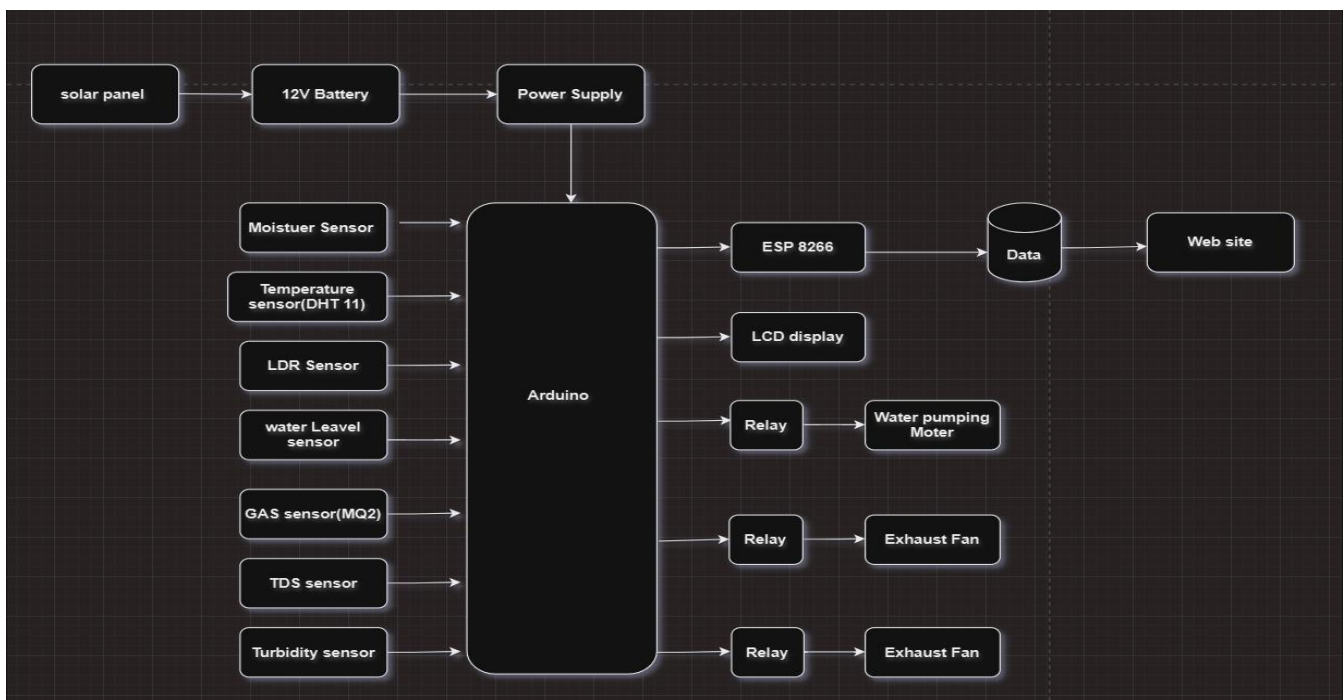 solar panel
12V Battery
Power Supply
Moistuer Sensor
Temperature
sensor(DHT 11)
LDR Sensor
water Leavel
sensor
GAS sensor(MQ2)
TDS sensor
Turbidity sensor
Arduino
ESP 8266
Data
Web site
LCD display
Relay
Water pumping
Moter
Relay
Exhaust Fan
Relay
Exhaust Fan